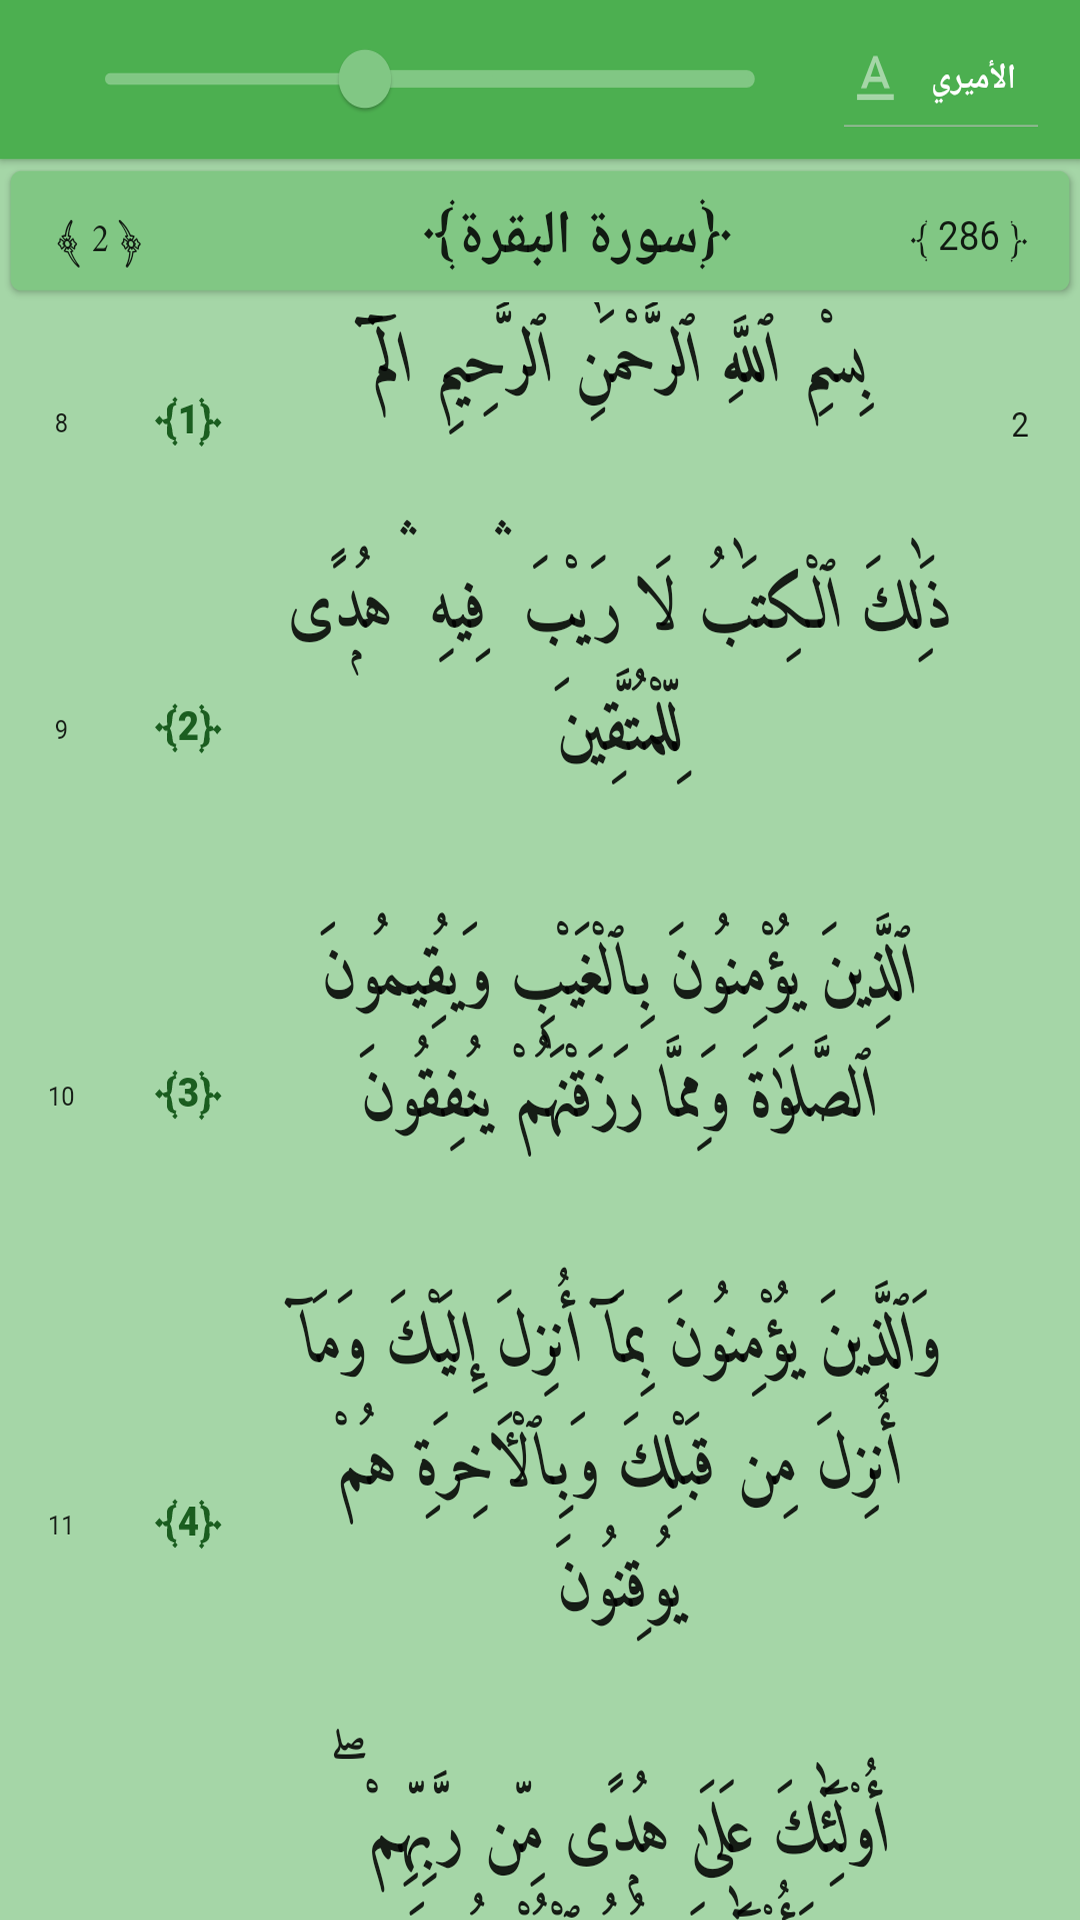 A الأميري
{ 286 } {سورة البقرة} ﴿ 2 ﴾
بِسْمِ ٱللَّهِ ٱلرَّحْمَٰنِ ٱلرَّحِيمِ الٓمٓ
2 {1} 8
ذَٰلِكَ ٱلْكِتَٰبُ لَا رَيْبَ ۛ فِيهِ ۛ هُدًۭى
لِّلْمُتَّقِينَ
{2} 9
ٱلَّذِينَ يُؤْمِنُونَ بِٱلْغَيْبِ وَيُقِيمُونَ
ٱلصَّلَوٰةَ وَمِمَّا رَزَقْنَٰهُمْ يُنفِقُونَ
{3} 10
وَٱلَّذِينَ يُؤْمِنُونَ بِمَآ أُنزِلَ إِلَيْكَ وَمَآ
أُنزِلَ مِن قَبْلِكَ وَبِٱلْأَخِرَةِ هُمْ
يُوقِنُونَ
{4} 11
أُو۟لَٰٓئِكَ عَلَىٰ هُدًۭى مِّن رَّبِّهِمْ ۖ